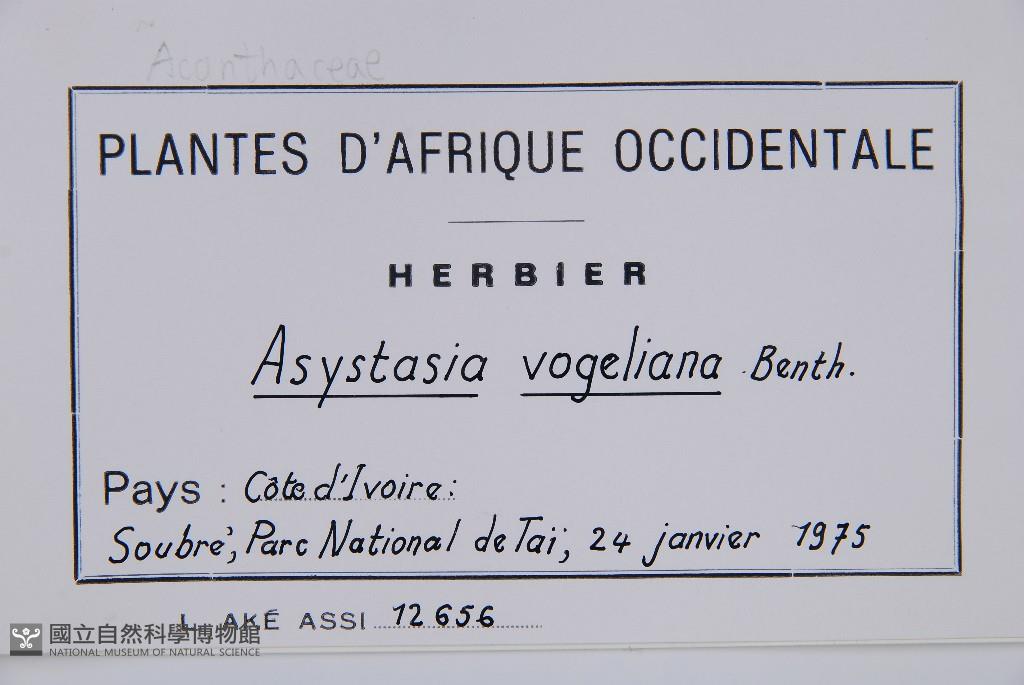 Acanthaceae
PLANTES D'AFRIQUE OCCIDENTALE
HERBIER
Asystasia vogeliana Benth.
Pays : Côte d'Ivoire :
Soubré, Parc National de Taï, 24 janvier 1975
L. AKÉ ASSI 12656
國立自然科學博物館
NATIONAL MUSEUM OF NATURAL SCIENCE